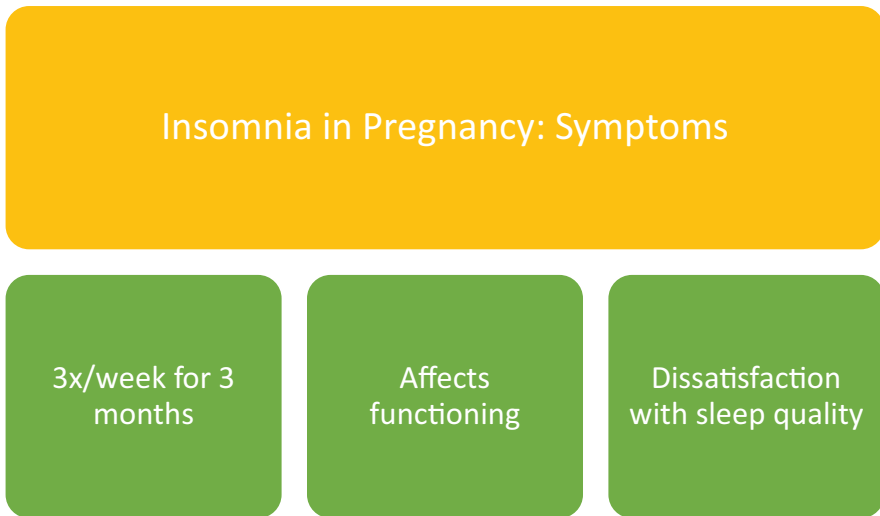 Insomnia in Pregnancy: Symptoms
3x/week for 3
months
Affects
functioning
Dissatisfaction
with sleep quality